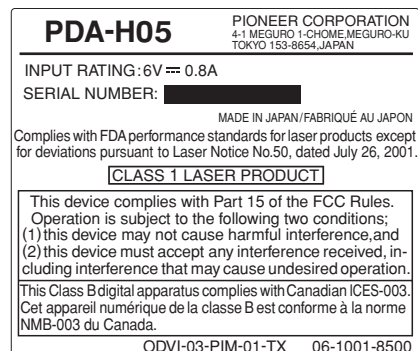 PDA-H05
PIONEER CORPORATION
4-1 MEGURO 1-CHOME,MEGURO-KU
TOKYO 153-8654,JAPAN
INPUT RATING:6V ⎓ 0.8A
SERIAL NUMBER:
MADE IN JAPAN/FABRIQUÉ AU JAPON
Complies with FDA performance standards for laser products except
for deviations pursuant to Laser Notice No.50, dated July 26, 2001.
CLASS 1 LASER PRODUCT
This device complies with Part 15 of the FCC Rules.
Operation is subject to the following two conditions;
(1)this device may not cause harmful interference,and
(2)this device must accept any interference received, in-
cluding interference that may cause undesired operation.
This Class B digital apparatus complies with Canadian ICES-003.
Cet appareil numérique de la classe B est conforme à la norme
NMB-003 du Canada.
ODVI-03-PIM-01-TX 06-1001-8500